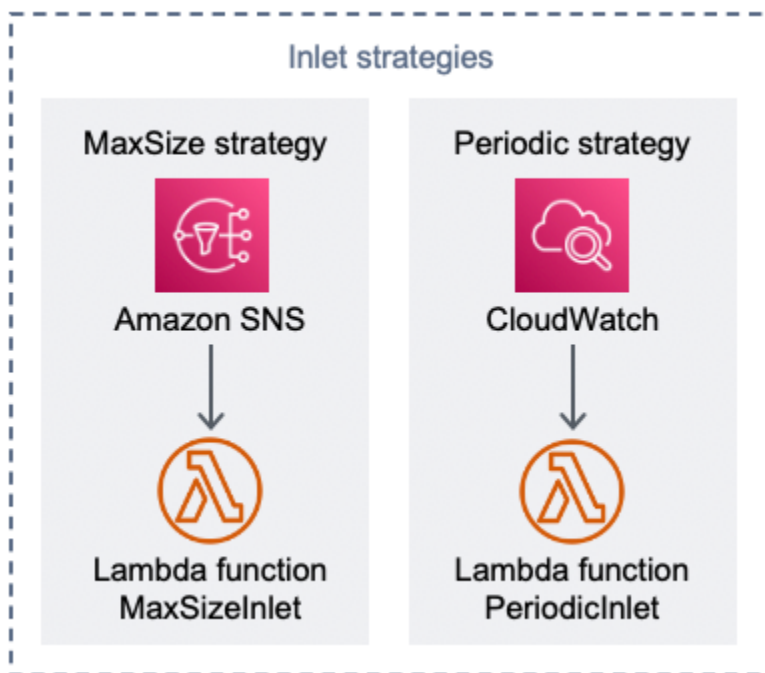 Inlet strategies
MaxSize strategy
Amazon SNS
Lambda function
MaxSizeInlet
Periodic strategy
CloudWatch
Lambda function
PeriodicInlet